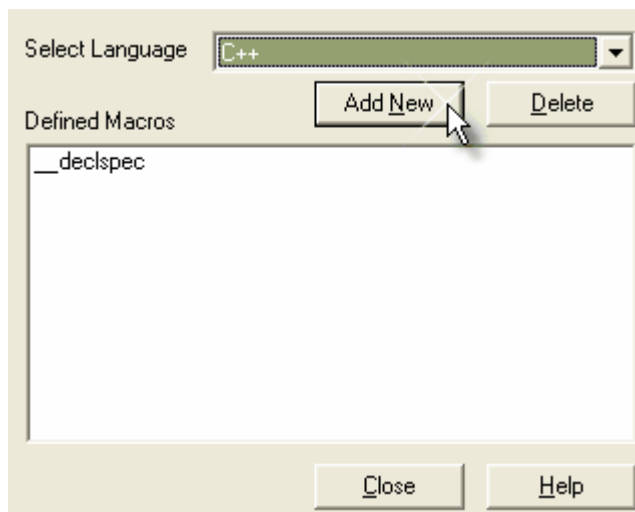 Select Language C++
Add New Delete
Defined Macros
__declspec
Close Help